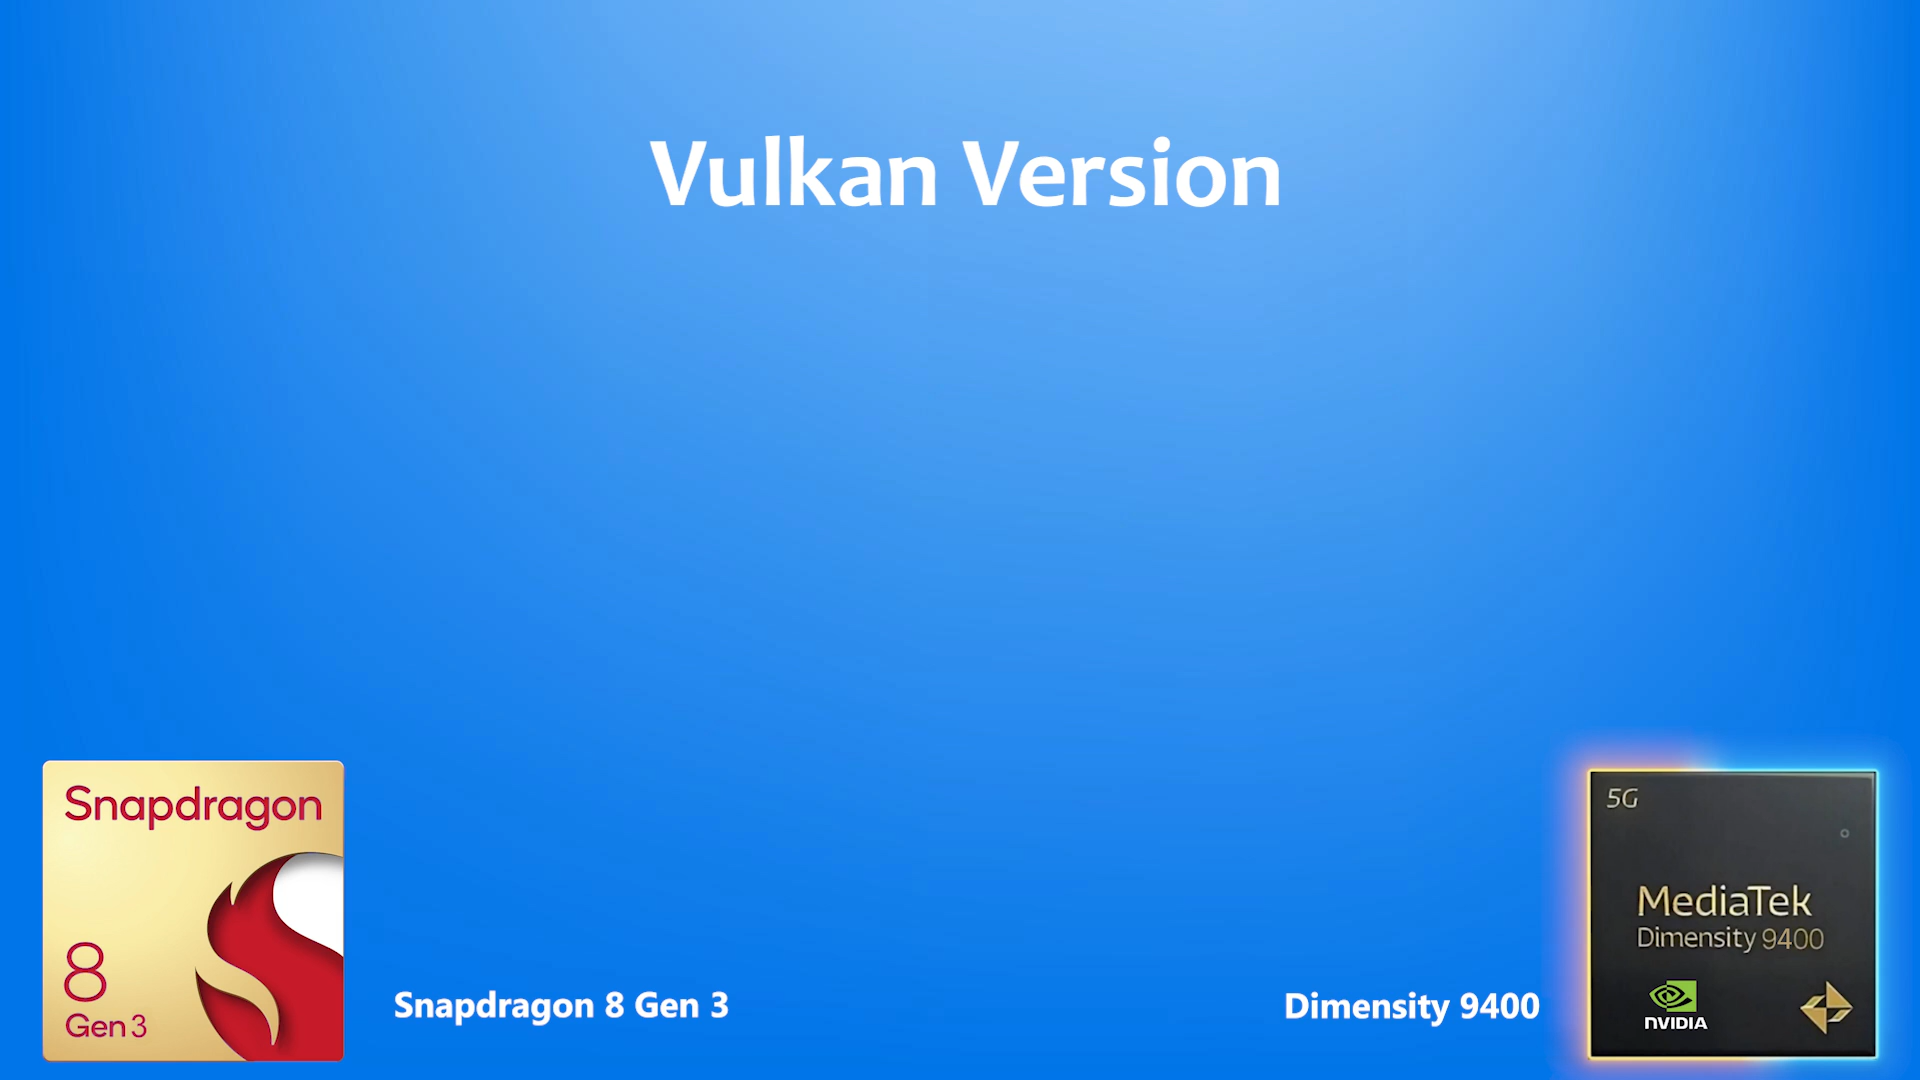 Vulkan Version
Snapdragon
8
Gen 3
Snapdragon 8 Gen 3
Dimensity 9400
5G
MediaTek
Dimensity 9400
NVIDIA